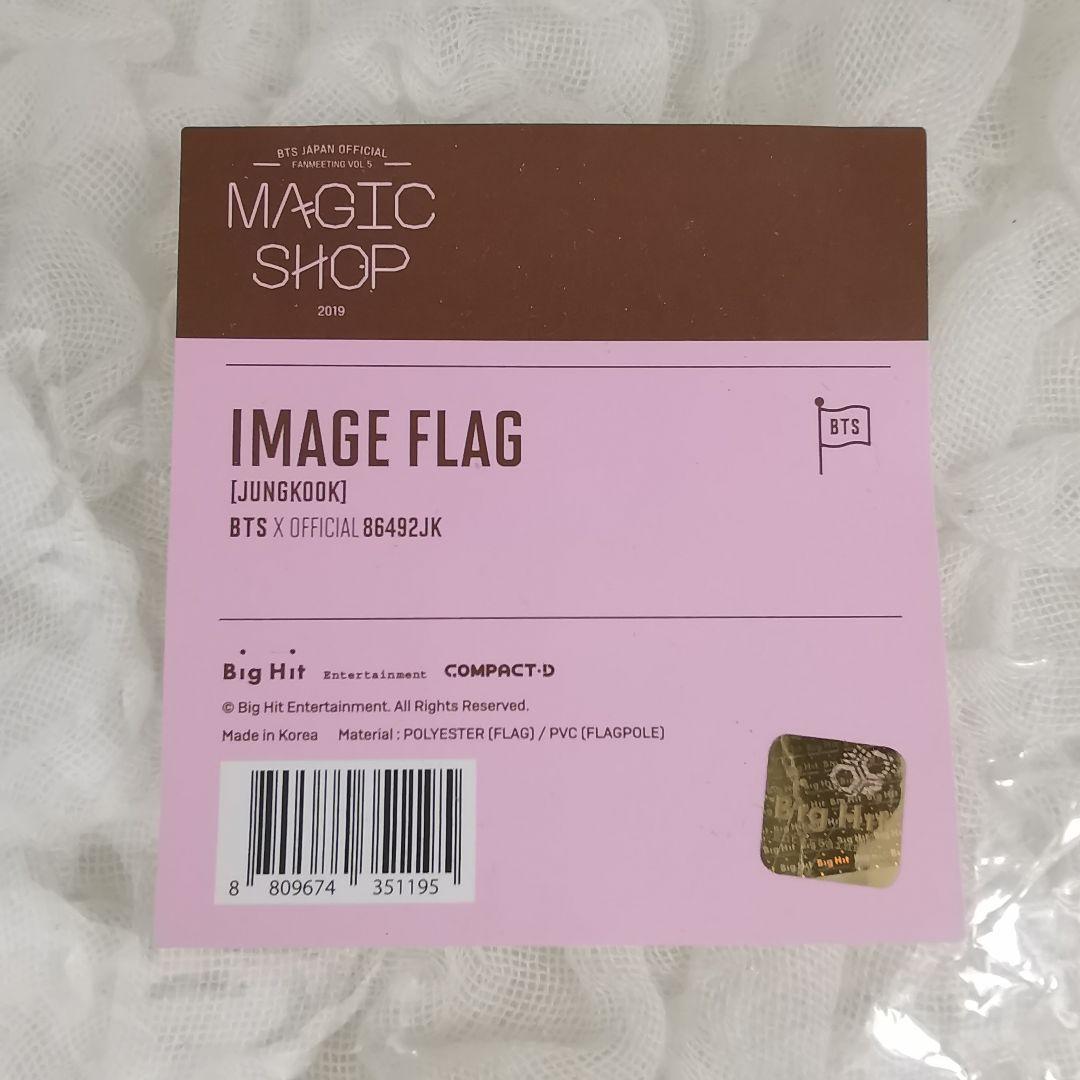 BTS JAPAN OFFICIAL
FANMEETING VOL 5
MAGIC
SHOP
2019
IMAGE FLAG
[JUNGKOOK]
BTS X OFFICIAL 86492JK
BTS
Big Hit Entertainment COMPACT·D
© Big Hit Entertainment. All Rights Reserved.
Made in Korea Material : POLYESTER (FLAG) / PVC (FLAGPOLE)
8 809674 351195
Big Hit
Big Hit